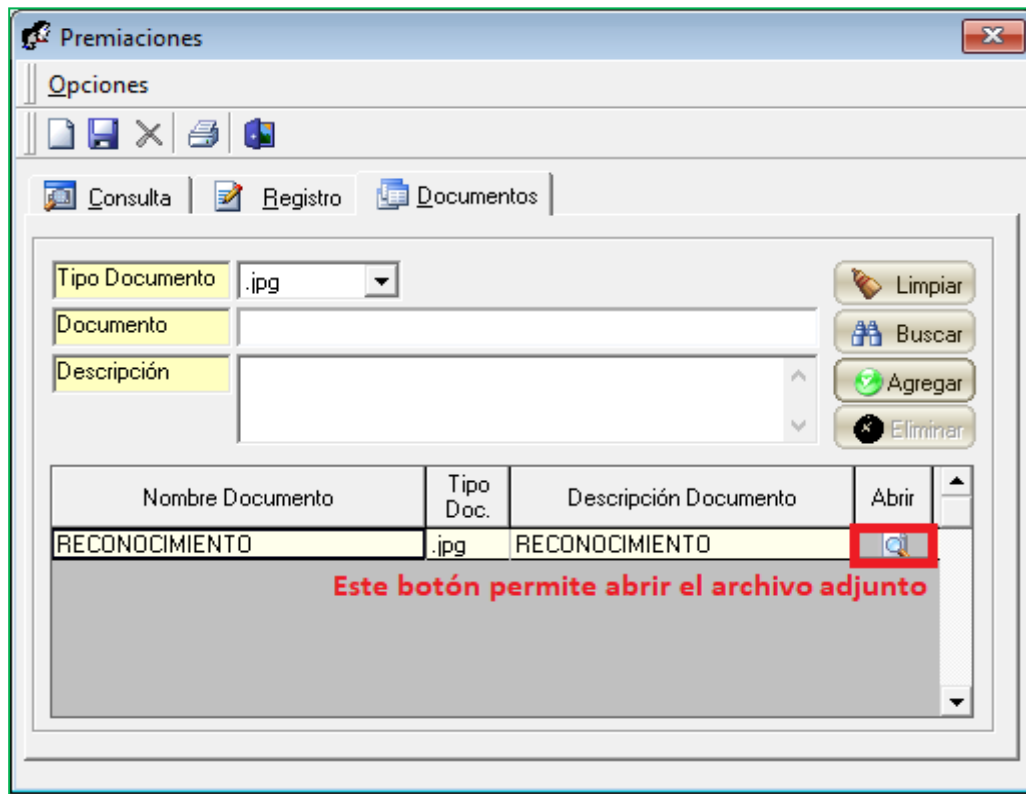 Premiaciones
Opciones
Consulta Registro Documentos
Tipo Documento .jpg Limpiar
Documento Buscar
Descripción Agregar
Eliminar
Nombre Documento Tipo Doc. Descripción Documento Abrir
RECONOCIMIENTO .jpg RECONOCIMIENTO
Este botón permite abrir el archivo adjunto